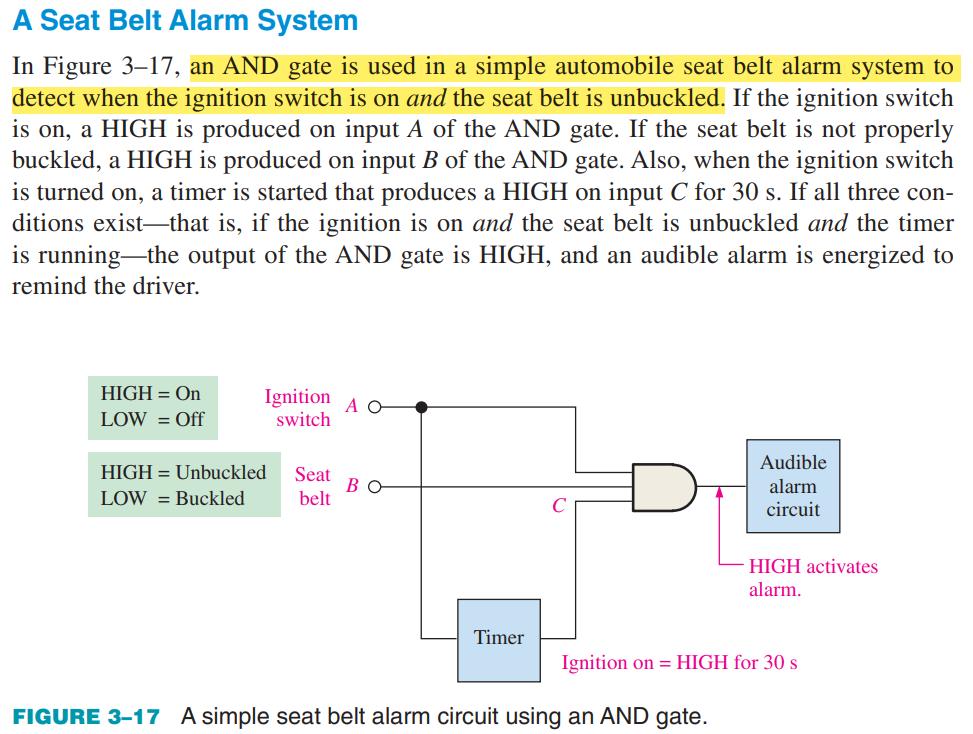 A Seat Belt Alarm System
In Figure 3–17, an AND gate is used in a simple automobile seat belt alarm system to
detect when the ignition switch is on and the seat belt is unbuckled. If the ignition switch
is on, a HIGH is produced on input A of the AND gate. If the seat belt is not properly
buckled, a HIGH is produced on input B of the AND gate. Also, when the ignition switch
is turned on, a timer is started that produces a HIGH on input C for 30 s. If all three con-
ditions exist—that is, if the ignition is on and the seat belt is unbuckled and the timer
is running—the output of the AND gate is HIGH, and an audible alarm is energized to
remind the driver.
HIGH = On
LOW = Off
Ignition
switch
A
HIGH = Unbuckled
LOW = Buckled
Seat
belt
B
C
Audible
alarm
circuit
HIGH activates
alarm.
Timer
Ignition on = HIGH for 30 s
FIGURE 3–17 A simple seat belt alarm circuit using an AND gate.